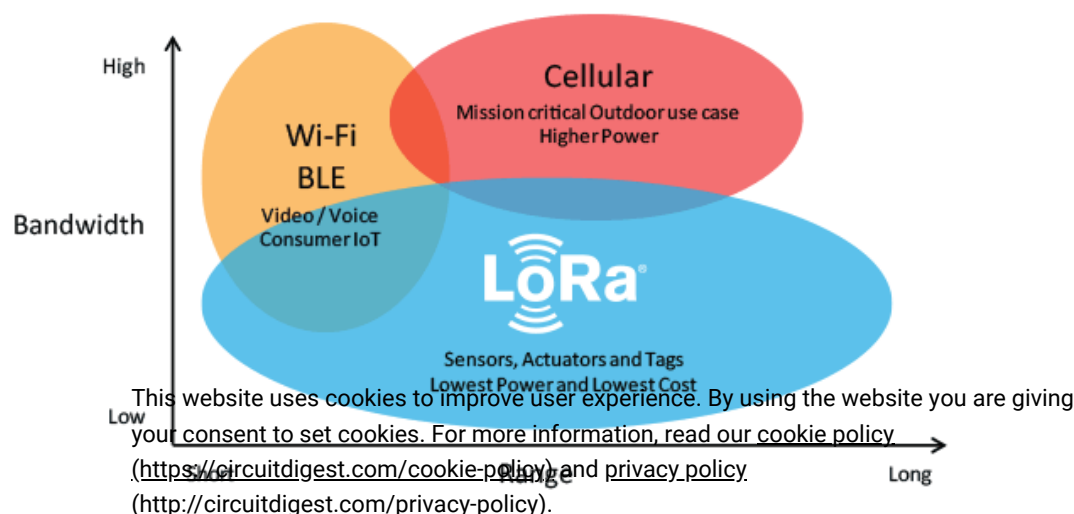 High
Cellular
Mission critical Outdoor use case
Higher Power
Wi-Fi
BLE
Video / Voice
Consumer IoT
Bandwidth
LoRa®
Sensors, Actuators and Tags
Lowest Power and Lowest Cost
This website uses cookies to improve user experience. By using the website you are giving
Low
your consent to set cookies. For more information, read our cookie policy
(https://circuitdigest.com/cookie-policy) and privacy policy
Short
Range
Long
(http://circuitdigest.com/privacy-policy).